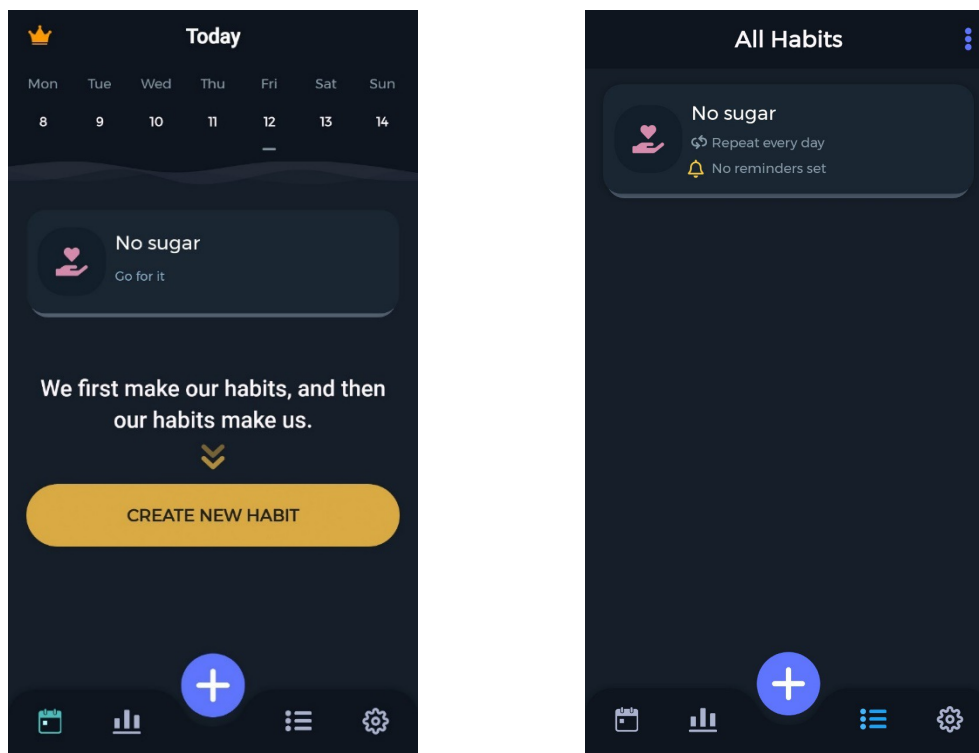 Today
Mon Tue Wed Thu Fri Sat Sun
8 9 10 11 12 13 14
No sugar
Go for it
We first make our habits, and then
our habits make us.
CREATE NEW HABIT
All Habits
No sugar
Repeat every day
No reminders set